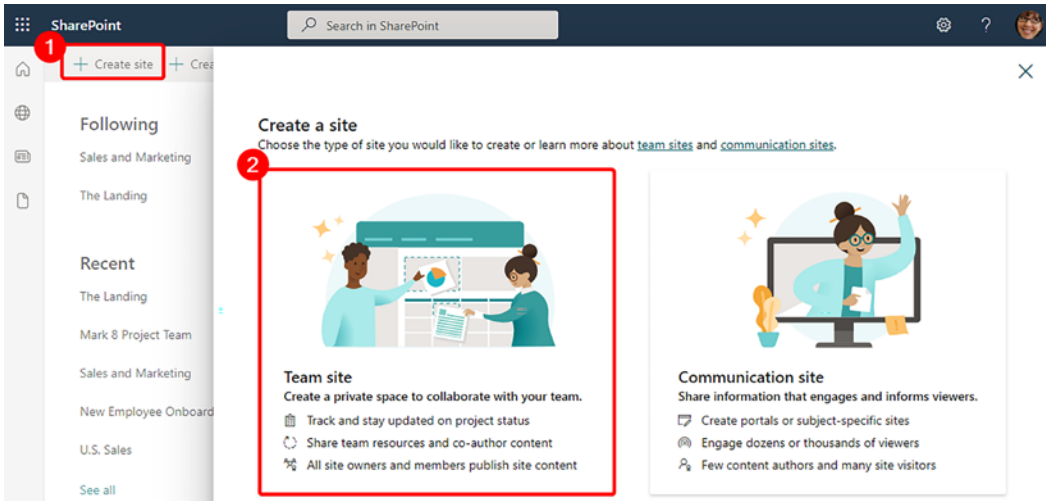 SharePoint
Search in SharePoint
?
1
+ Create site + Crea
Following
Sales and Marketing
The Landing
Recent
The Landing
Mark 8 Project Team
Sales and Marketing
New Employee Onboard
U.S. Sales
See all
Create a site
Choose the type of site you would like to create or learn more about team sites and communication sites.
2
Team site
Create a private space to collaborate with your team.
Track and stay updated on project status
Share team resources and co-author content
All site owners and members publish site content
Communication site
Share information that engages and informs viewers.
Create portals or subject-specific sites
Engage dozens or thousands of viewers
Few content authors and many site visitors